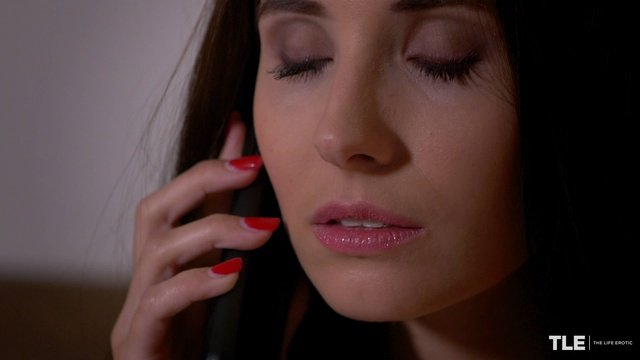 TLE | THE LIFE EROTIC